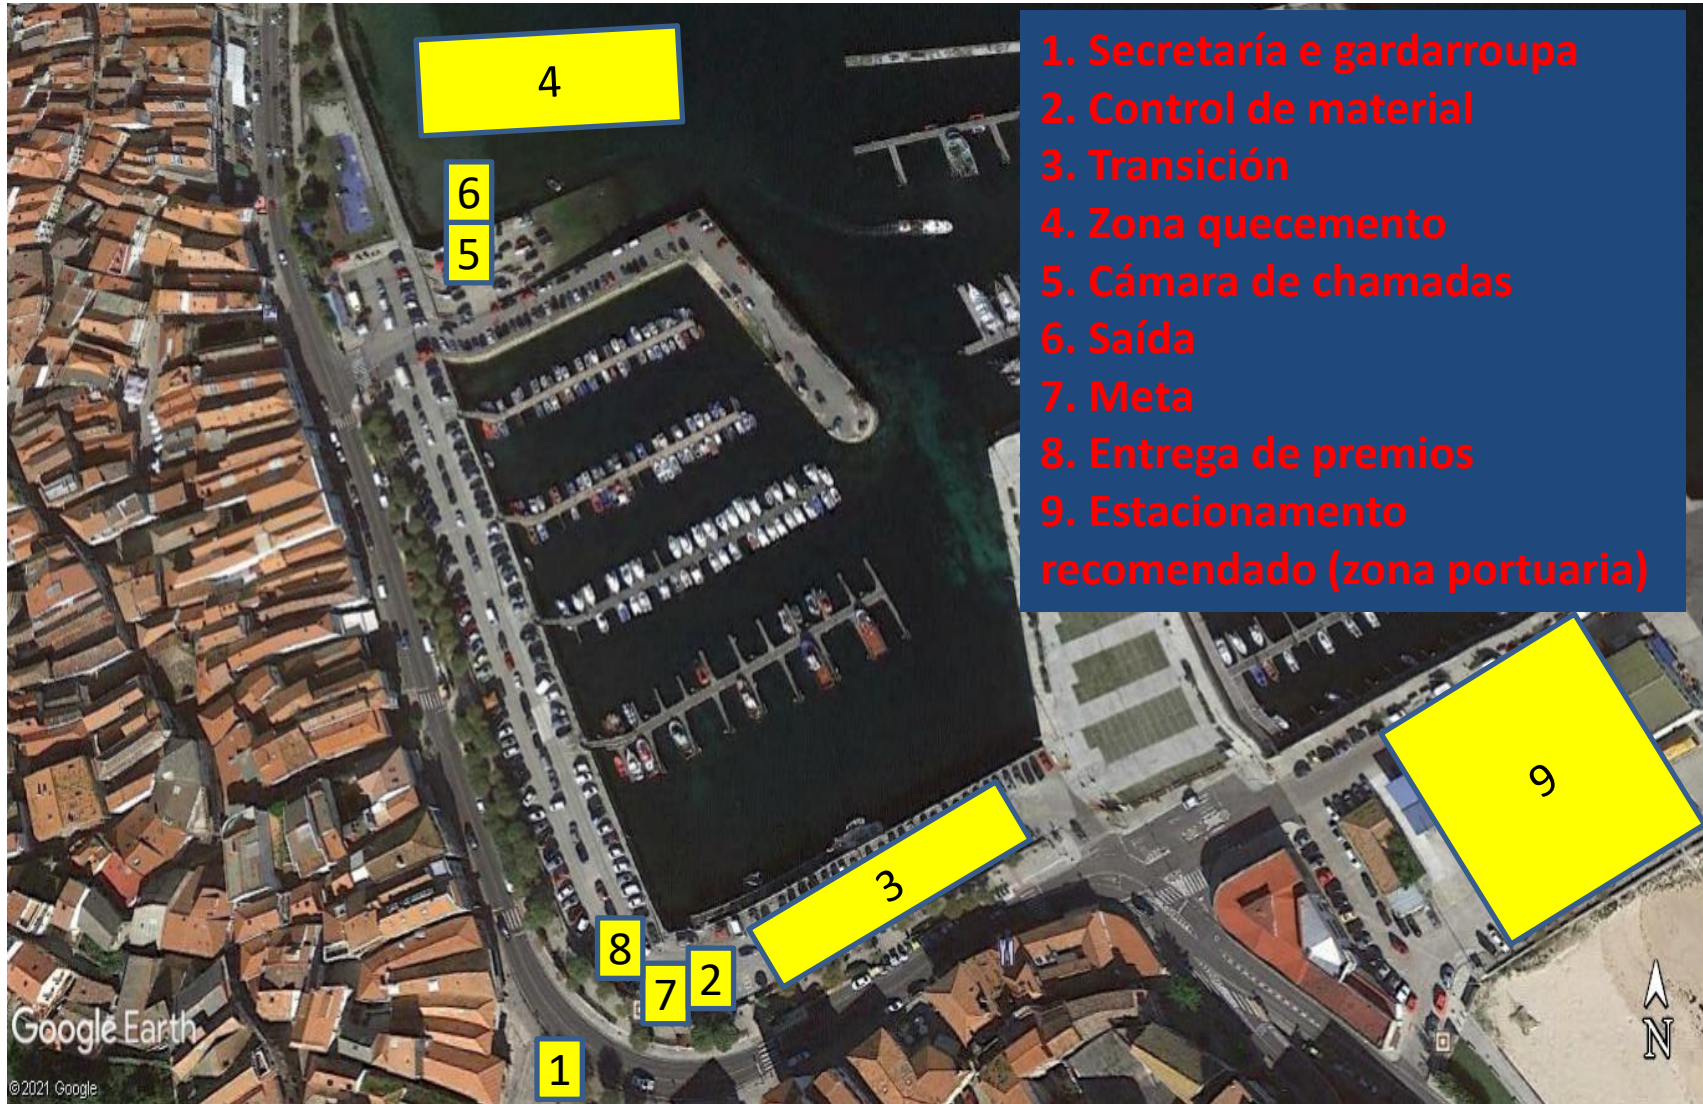 1. Secretaría e gardarroupa
2. Control de material
3. Transición
4. Zona quecemento
5. Cámara de chamadas
6. Saída
7. Meta
8. Entrega de premios
9. Estacionamento
recomendado (zona portuaria)
4
6
5
9
3
8
2
7
1
N
Google Earth
©2021 Google